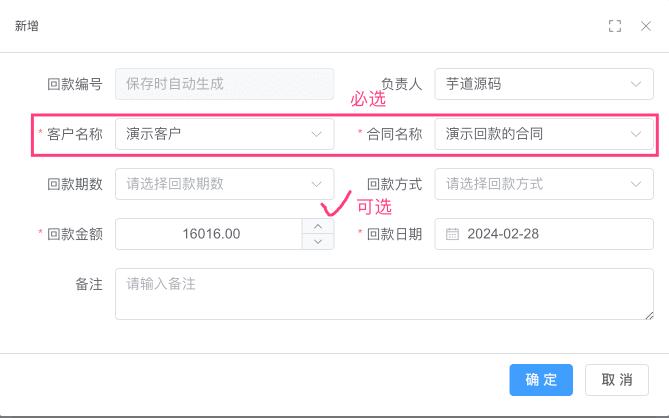 新增
回款编号 保存时自动生成 负责人 芋道源码
必选
* 客户名称 演示客户 * 合同名称 演示回款的合同
回款期数 请选择回款期数 回款方式 请选择回款方式
可选
* 回款金额 16016.00 * 回款日期 2024-02-28
备注 请输入备注
确定 取消